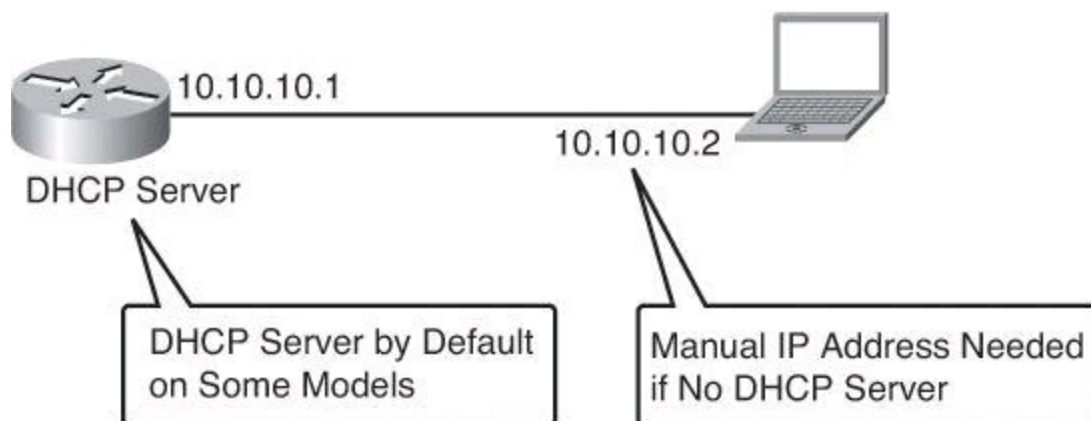 10.10.10.1
10.10.10.2
DHCP Server
DHCP Server by Default
on Some Models
Manual IP Address Needed
if No DHCP Server